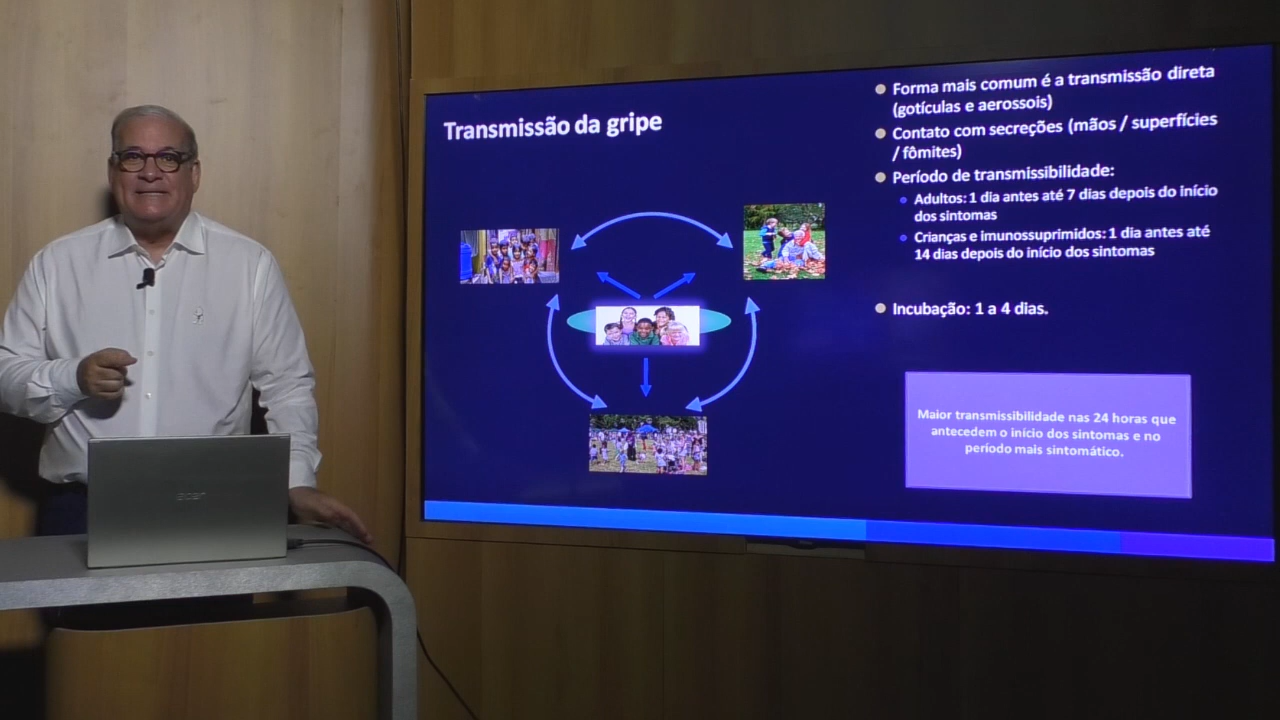 Transmissão da gripe
Forma mais comum é a transmissão direta
(gotículas e aerossois)
Contato com secreções (mãos / superfícies
/ fômites)
Período de transmissibilidade:
Adultos: 1 dia antes até 7 dias depois do início
dos sintomas
Crianças e imunossuprimidos: 1 dia antes até
14 dias depois do início dos sintomas
Incubação: 1 a 4 dias.
Maior transmissibilidade nas 24 horas que
antecedem o início dos sintomas e no
período mais sintomático.
acer